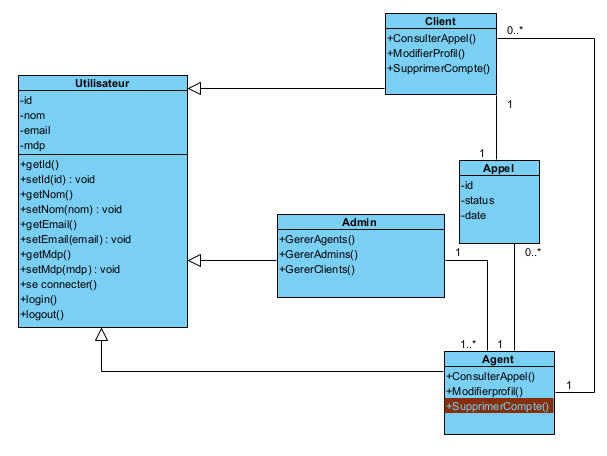 Client
+ConsulterAppel()
+ModifierProfil()
+SupprimerCompte()
0..*
1
Utilisateur
-id
-nom
-email
-mdp
+getId()
+setId(id) : void
+getNom()
+setNom(nom) : void
+getEmail()
+setEmail(email) : void
+getMdp()
+setMdp(mdp) : void
+se connecter()
+login()
+logout()
1
Appel
-id
-status
-date
0..*
Admin
+GererAgents()
+GererAdmins()
+GererClients()
1
1..*
1
Agent
+ConsulterAppel()
+Modifierprofil()
+SupprimerCompte()
1